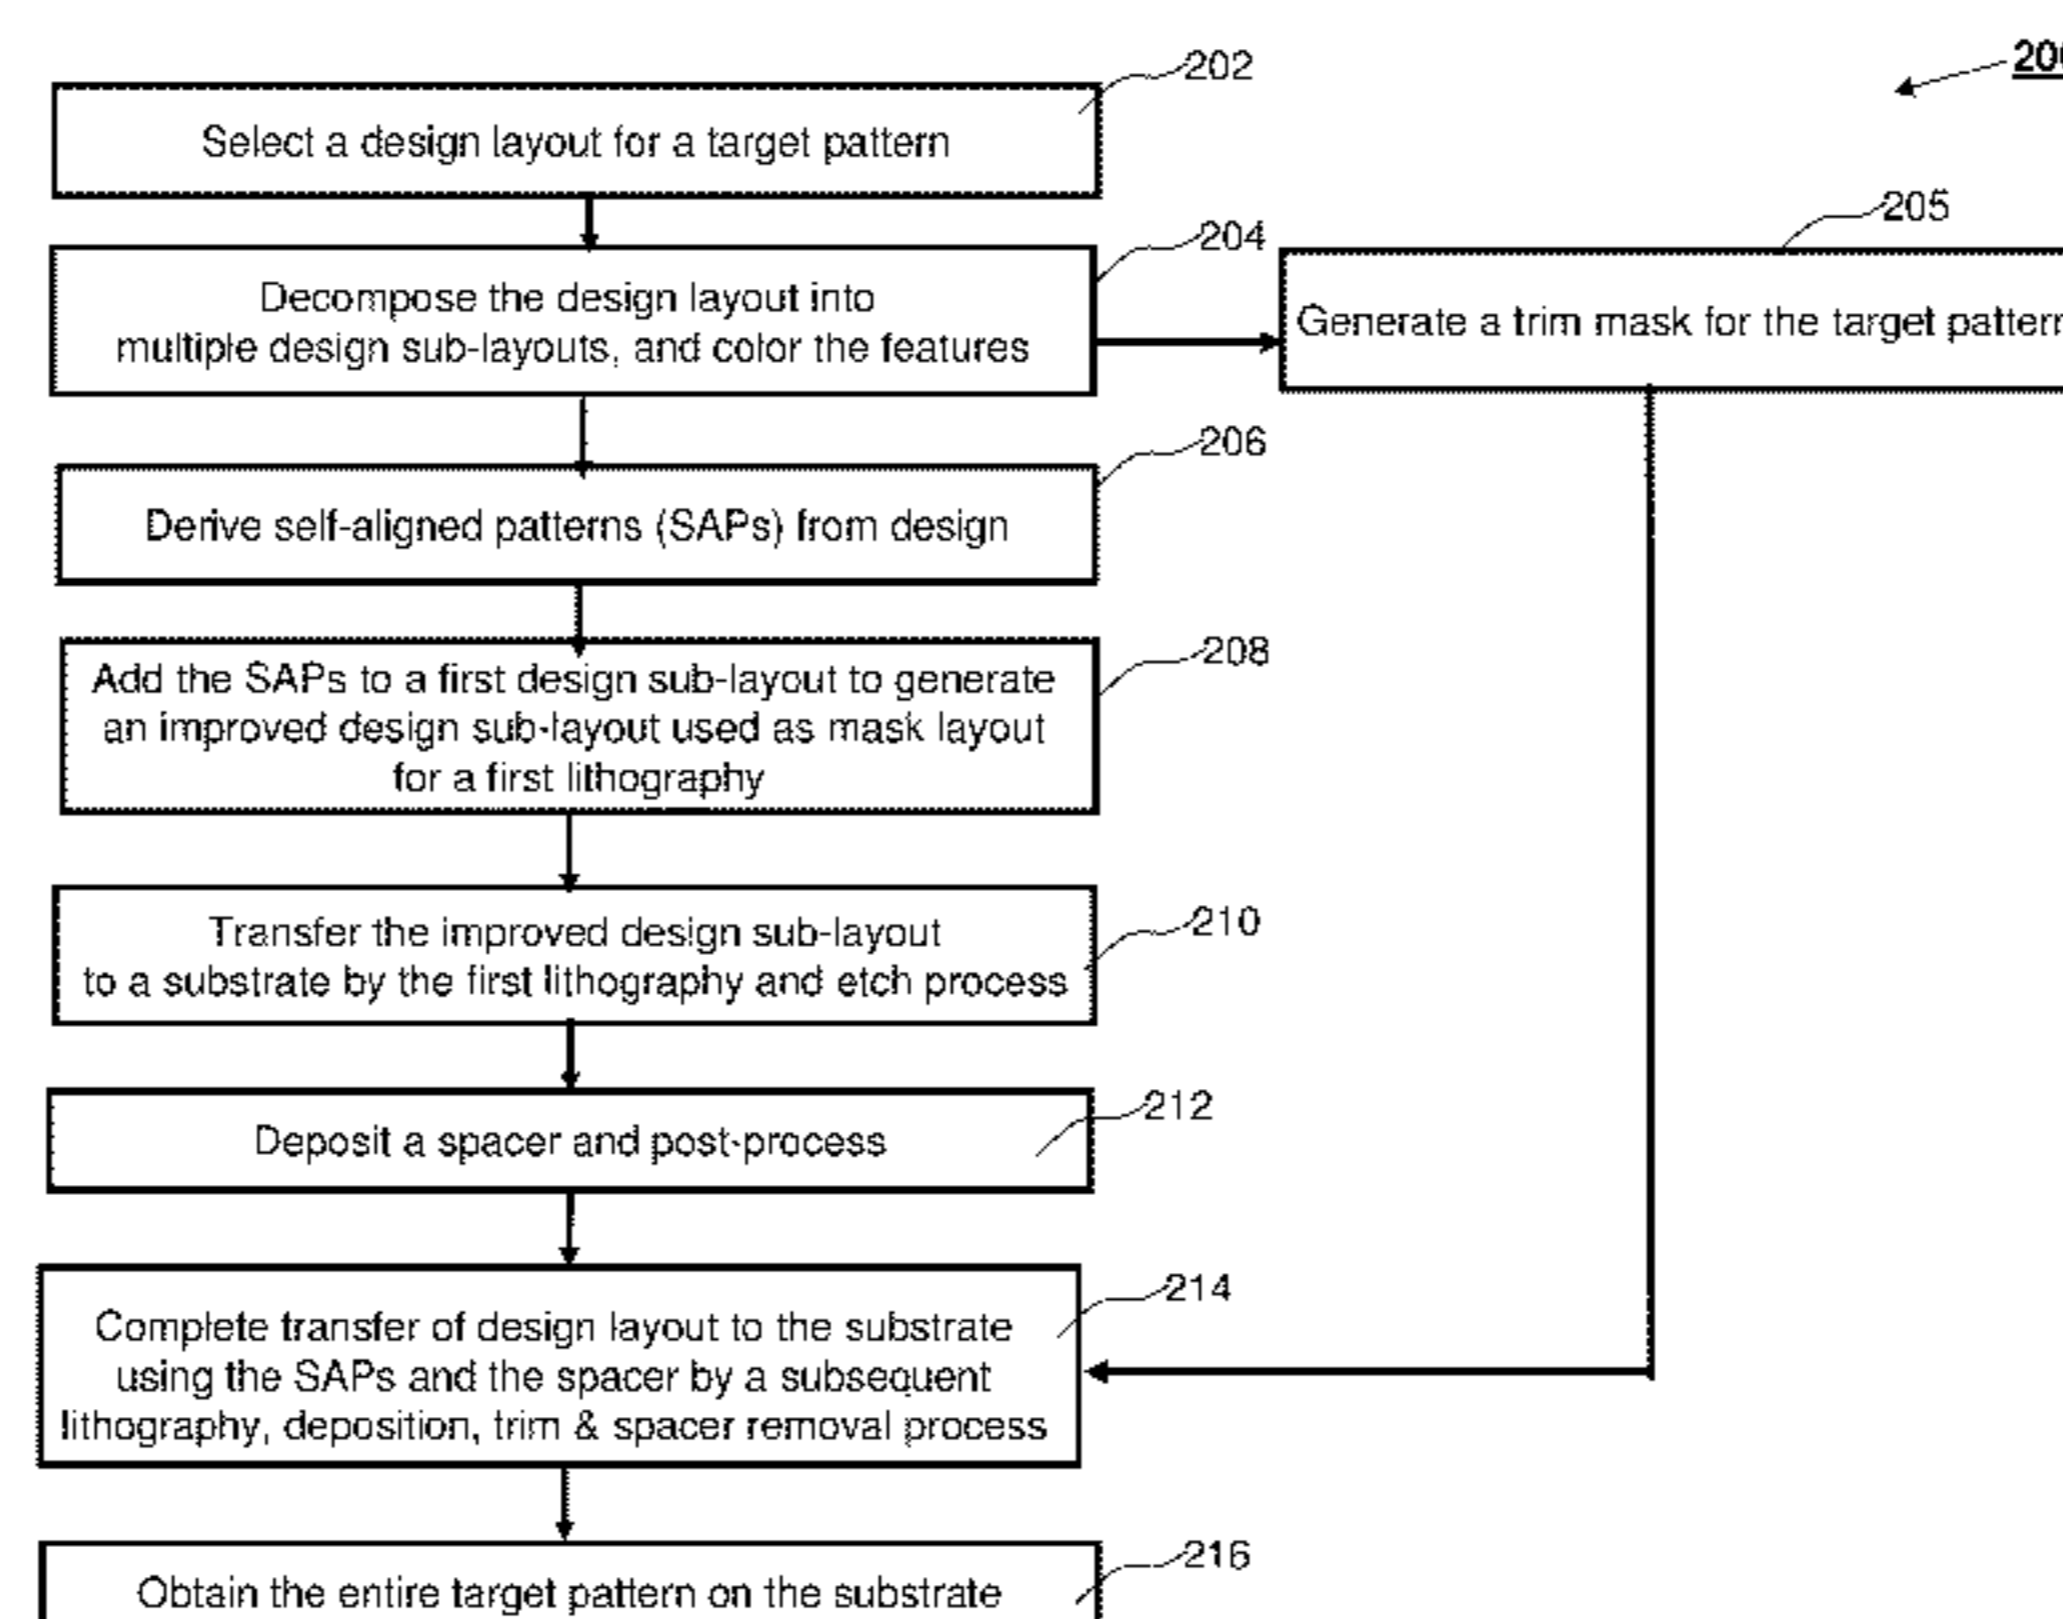 202
200
Select a design layout for a target pattern
204
205
Decompose the design layout into
multiple design sub-layouts, and color the features
Generate a trim mask for the target pattern
206
Derive self-aligned patterns (SAPs) from design
208
Add the SAPs to a first design sub-layout to generate
an improved design sub-layout used as mask layout
for a first lithography
210
Transfer the improved design sub-layout
to a substrate by the first lithography and etch process
212
Deposit a spacer and post-process
214
Complete transfer of design layout to the substrate
using the SAPs and the spacer by a subsequent
lithography, deposition, trim & spacer removal process
216
Obtain the entire target pattern on the substrate